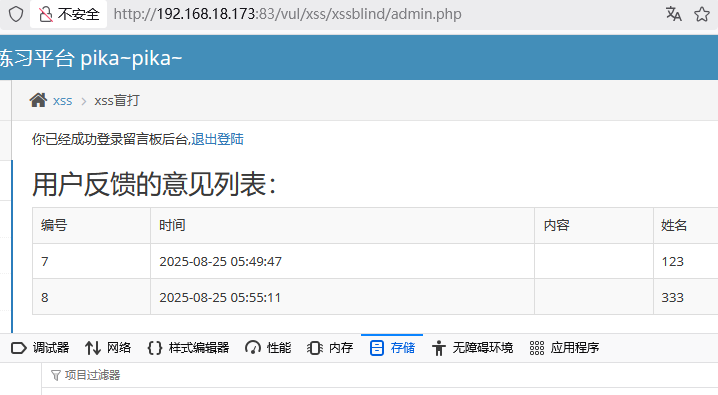 不安全 http://192.168.18.173:83/vul/xss/xssblind/admin.php
练习平台 pika~pika~
xss > xss盲打
你已经成功登录留言板后台,退出登陆
用户反馈的意见列表：
编号 时间 内容 姓名
7 2025-08-25 05:49:47 123
8 2025-08-25 05:55:11 333
调试器 网络 样式编辑器 性能 内存 存储 无障碍环境 应用程序
项目过滤器